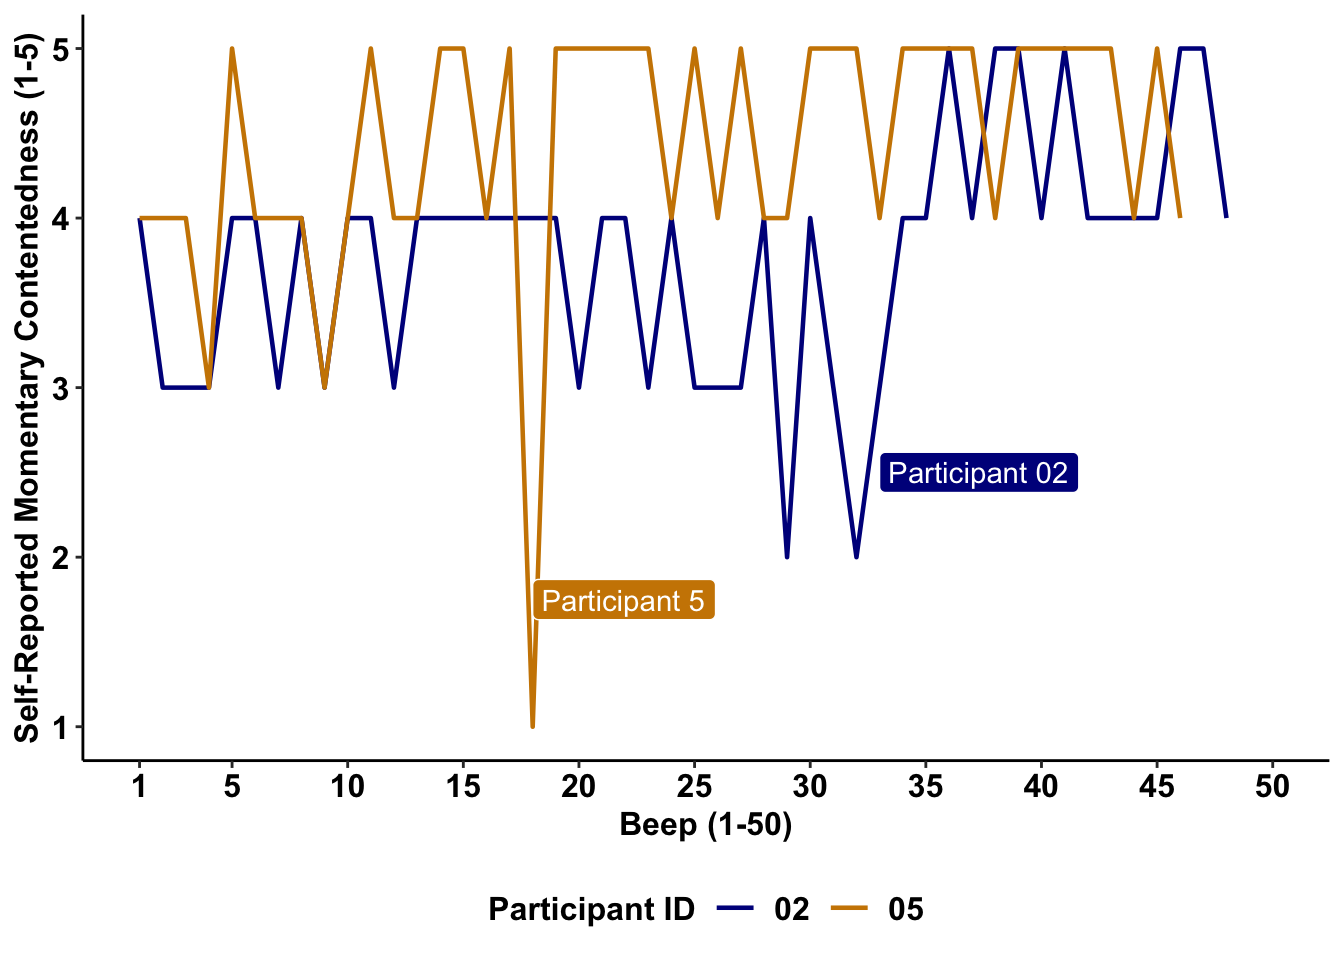 Self-Reported Momentary Contentedness (1-5)
5
4
3
2
1
Participant 02
Participant 5
1 5 10 15 20 25 30 35 40 45 50
Beep (1-50)
Participant ID 02 05